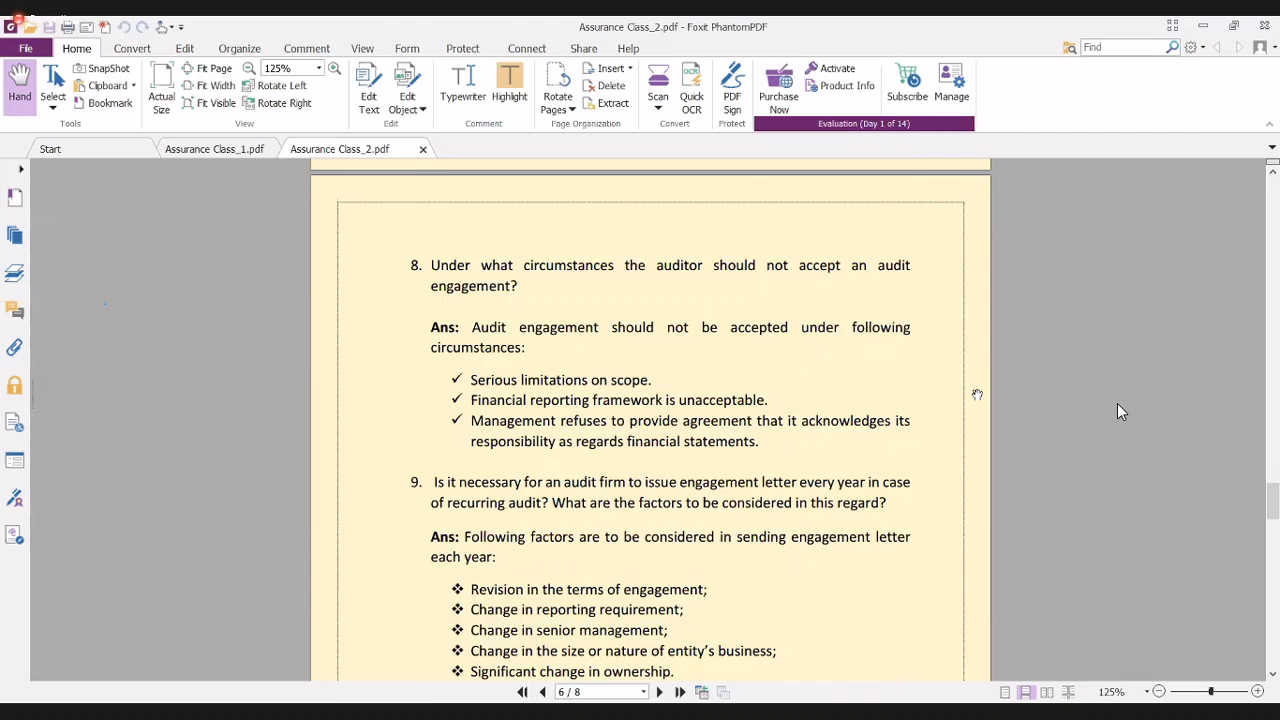 Assurance Class_2.pdf - Foxit PhantomPDF
File Home Convert Edit Organize Comment View Form Protect Connect Share Help Find
Hand Select SnapShot Clipboard Bookmark Actual Size Fit Page Fit Width Fit Visible 125% Rotate Left Rotate Right Edit Text Edit Object Typewriter Highlight Rotate Pages Insert Delete Extract Scan Quick OCR PDF Sign Purchase Now Activate Product Info Subscribe Manage
Tools View Edit Comment Page Organization Convert Protect Evaluation (Day 1 of 14)
Start Assurance Class_1.pdf Assurance Class_2.pdf
8. Under what circumstances the auditor should not accept an audit
engagement?
Ans: Audit engagement should not be accepted under following
circumstances:
✓ Serious limitations on scope.
✓ Financial reporting framework is unacceptable.
✓ Management refuses to provide agreement that it acknowledges its
responsibility as regards financial statements.
9. Is it necessary for an audit firm to issue engagement letter every year in case
of recurring audit? What are the factors to be considered in this regard?
Ans: Following factors are to be considered in sending engagement letter
each year:
❖ Revision in the terms of engagement;
❖ Change in reporting requirement;
❖ Change in senior management;
❖ Change in the size or nature of entity's business;
❖ Significant change in ownership.
6 / 8 125%